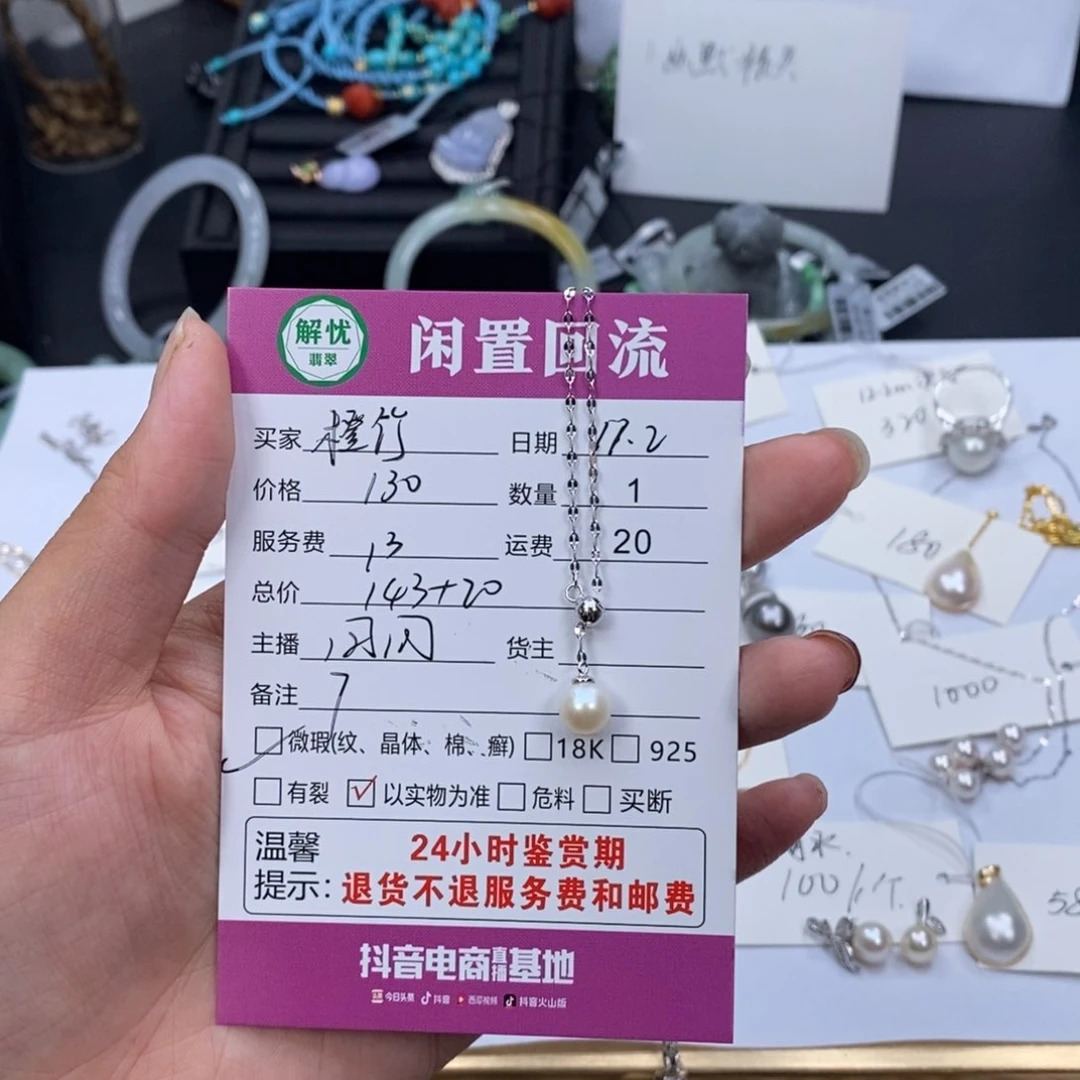 解忧
翡翠
闲置回流
买家 橙竹 日期 17.2
价格 130 数量 1
服务费 13 运费 20
总价 143+20
主播 闪闪 货主
备注
微瑕(纹、晶体、棉、癣) 18K 925
有裂 以实物为准 危料 买断
温馨 24小时鉴赏期
提示: 退货不退服务费和邮费
抖音电商直播基地
今日头条 抖音 西瓜视频 抖音火山版
320
180
1000
100/个
58